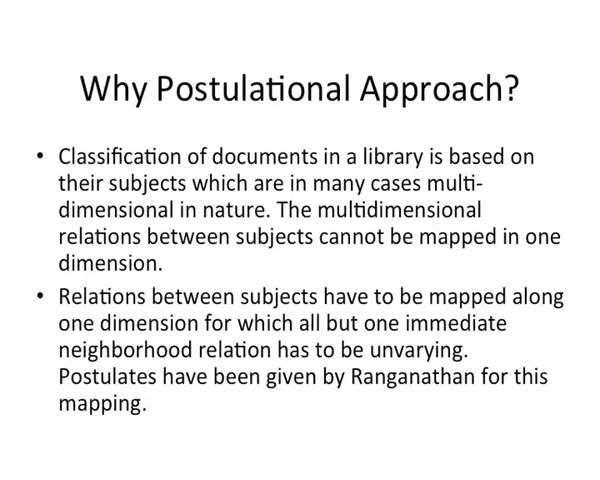 Why Postulational Approach?
• Classification of documents in a library is based on
their subjects which are in many cases multi-
dimensional in nature. The multidimensional
relations between subjects cannot be mapped in one
dimension.
• Relations between subjects have to be mapped along
one dimension for which all but one immediate
neighborhood relation has to be unvarying.
Postulates have been given by Ranganathan for this
mapping.